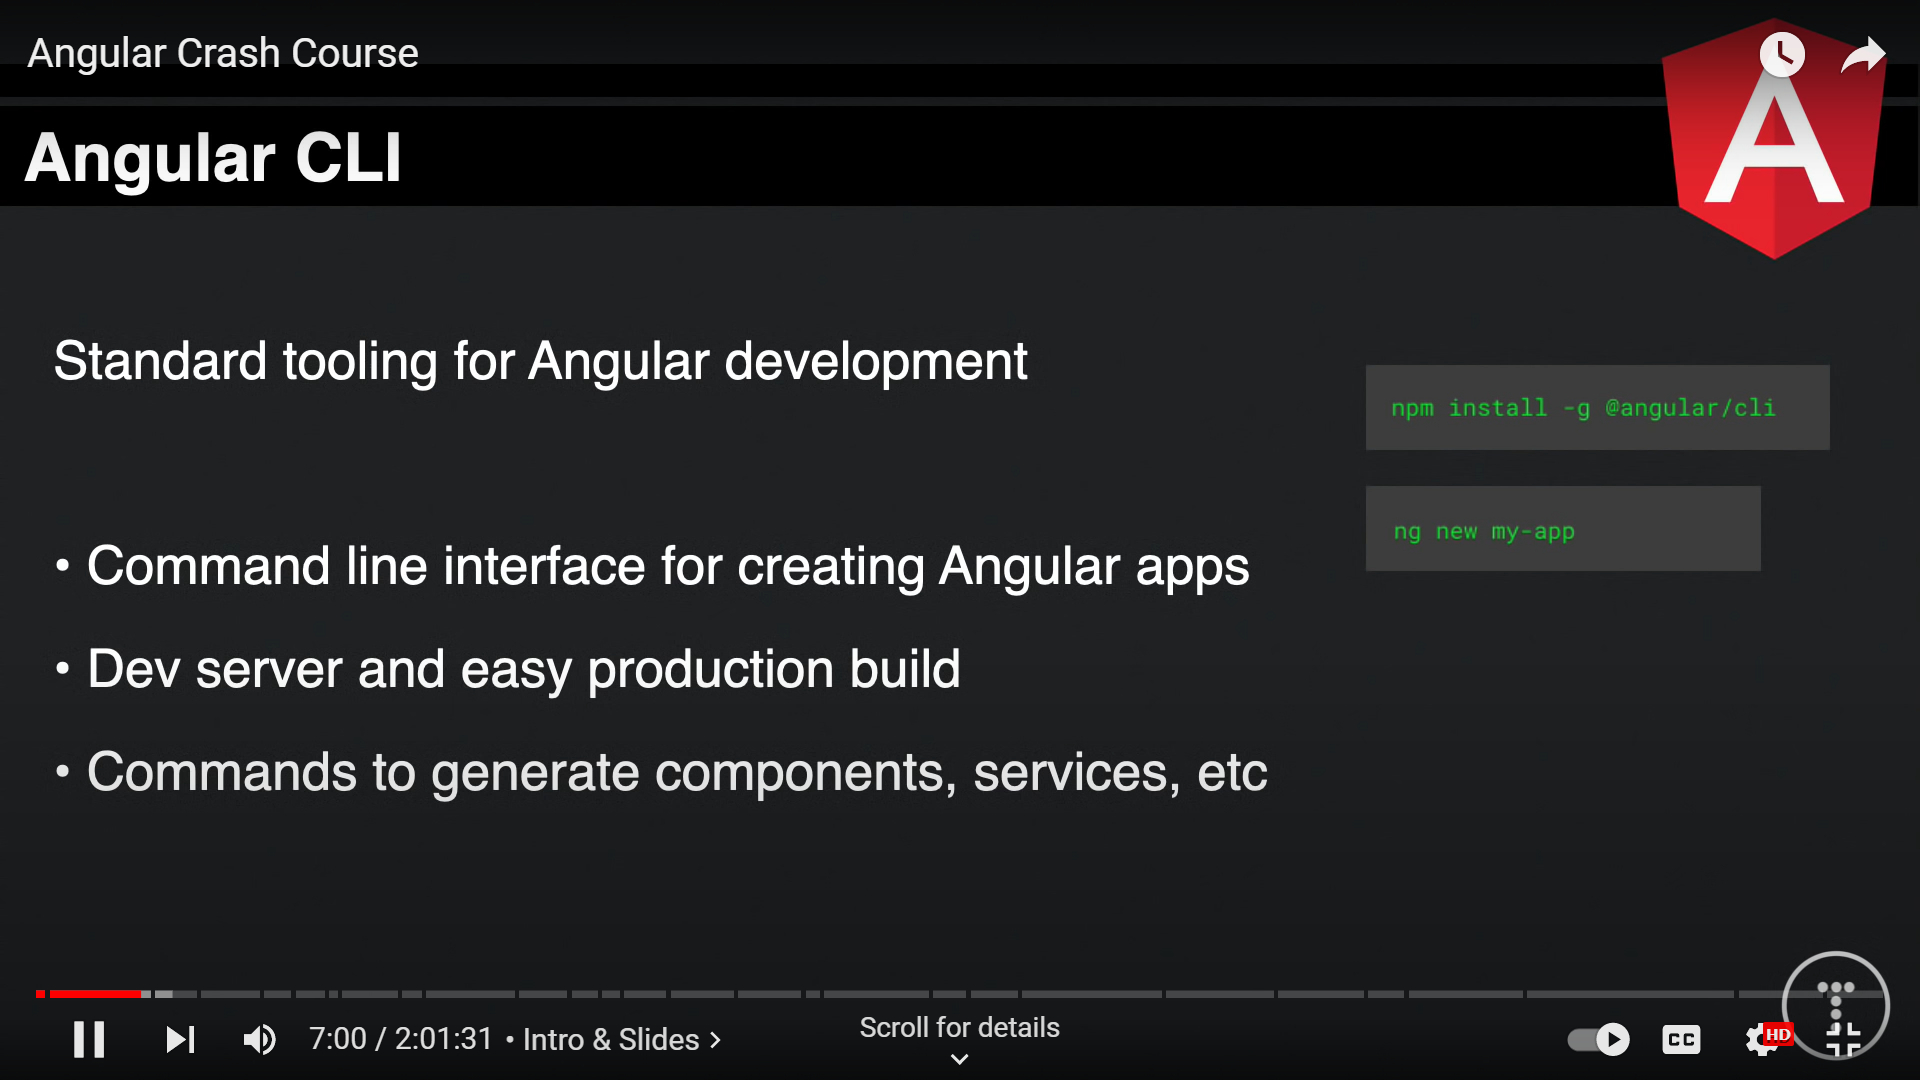 Angular Crash Course
Angular CLI
A
Standard tooling for Angular development
npm install -g @angular/cli
ng new my-app
• Command line interface for creating Angular apps
• Dev server and easy production build
• Commands to generate components, services, etc
7:00 / 2:01:31 • Intro & Slides
Scroll for details
CC
HD